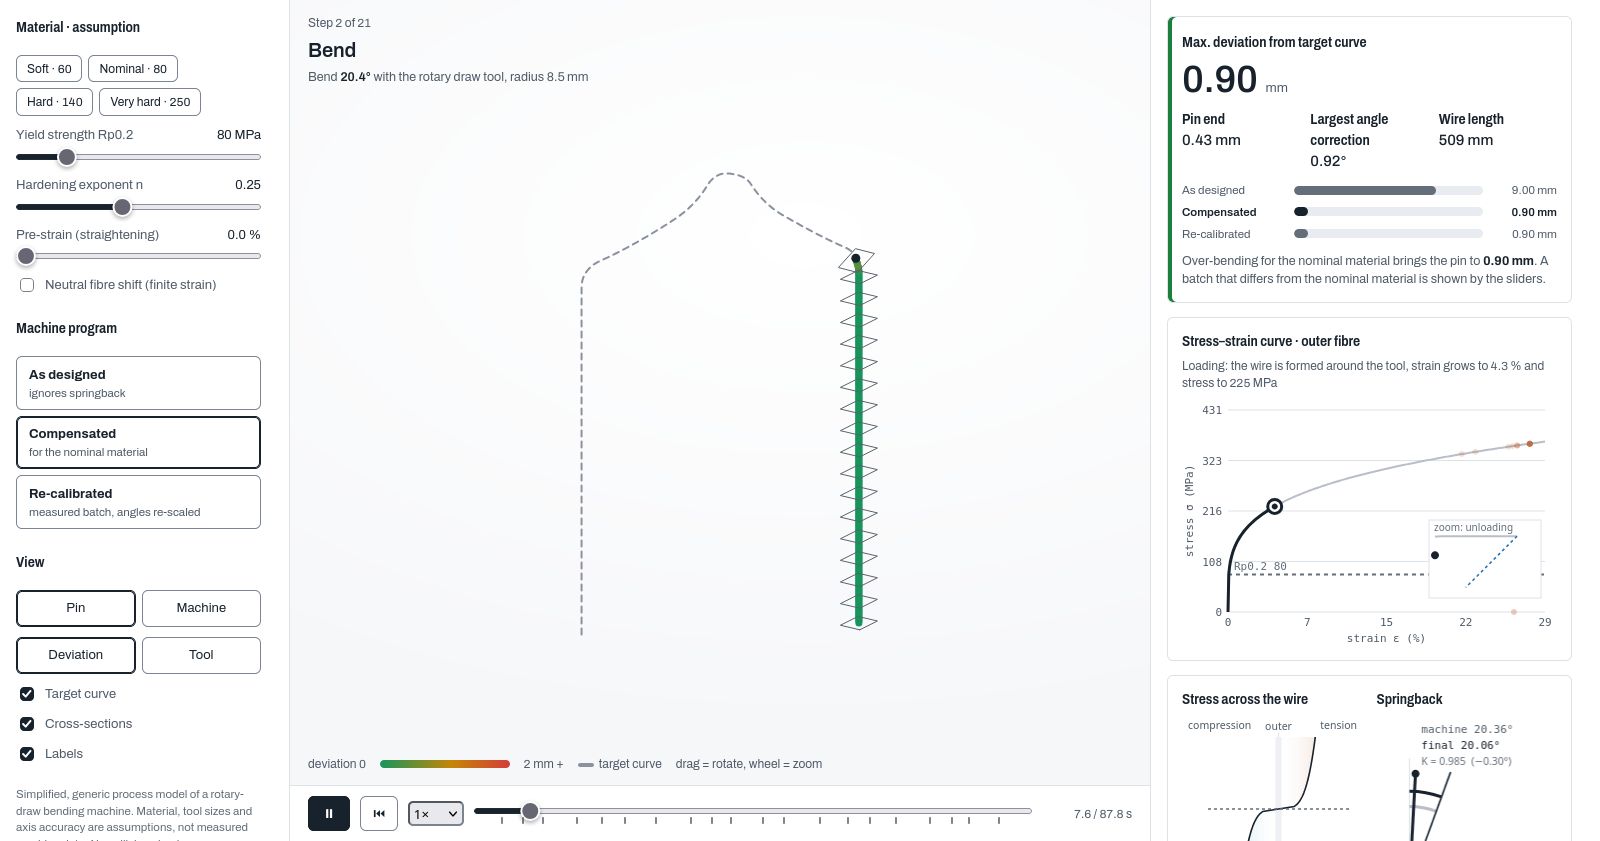 Material · assumption
Soft · 60
Nominal · 80
Hard · 140
Very hard · 250
Yield strength Rp0.2 80 MPa
Hardening exponent n 0.25
Pre-strain (straightening) 0.0 %
Neutral fibre shift (finite strain)
Machine program
As designed
ignores springback
Compensated
for the nominal material
Re-calibrated
measured batch, angles re-scaled
View
Pin
Machine
Deviation
Tool
Target curve
Cross-sections
Labels
Simplified, generic process model of a rotary-
draw bending machine. Material, tool sizes and
axis accuracy are assumptions, not measured
Step 2 of 21
Bend
Bend 20.4° with the rotary draw tool, radius 8.5 mm
deviation 0
2 mm +
target curve
drag = rotate, wheel = zoom
1×
7.6 / 87.8 s
Max. deviation from target curve
0.90 mm
Pin end
0.43 mm
Largest angle
correction
0.92°
Wire length
509 mm
As designed 9.00 mm
Compensated 0.90 mm
Re-calibrated 0.90 mm
Over-bending for the nominal material brings the pin to 0.90 mm. A
batch that differs from the nominal material is shown by the sliders.
Stress–strain curve · outer fibre
Loading: the wire is formed around the tool, strain grows to 4.3 % and
stress to 225 MPa
431
323
216
108
0
stress σ (MPa)
Rp0.2 80
zoom: unloading
0 7 15 22 29
strain ε (%)
Stress across the wire
compression outer tension
Springback
machine 20.36°
final 20.06°
K = 0.985 (−0.30°)